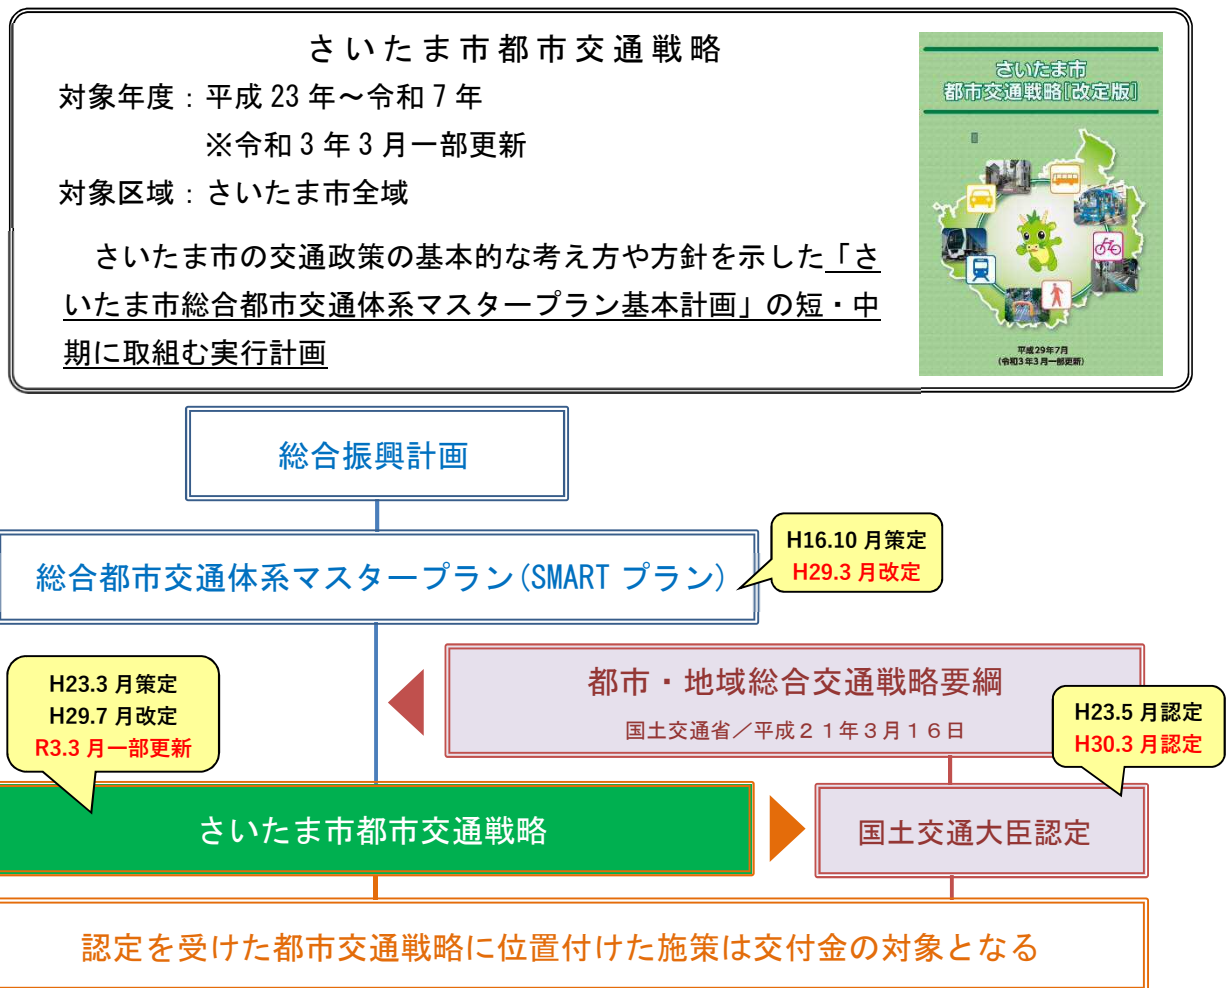 さいたま市都市交通戦略
対象年度：平成 23 年～令和 7 年
※令和 3 年 3 月一部更新
対象区域：さいたま市全域
さいたま市の交通政策の基本的な考え方や方針を示した「さ
いたま市総合都市交通体系マスタープラン基本計画」の短・中
期に取組む実行計画
さいたま市
都市交通戦略[改定版]
平成29年7月
(令和3年3月一部更新)
総合振興計画
総合都市交通体系マスタープラン(SMART プラン)
H16.10 月策定
H29.3 月改定
都市・地域総合交通戦略要綱
国土交通省／平成２１年３月１６日
H23.3 月策定
H29.7 月改定
R3.3 月一部更新
H23.5 月認定
H30.3 月認定
さいたま市都市交通戦略
国土交通大臣認定
認定を受けた都市交通戦略に位置付けた施策は交付金の対象となる